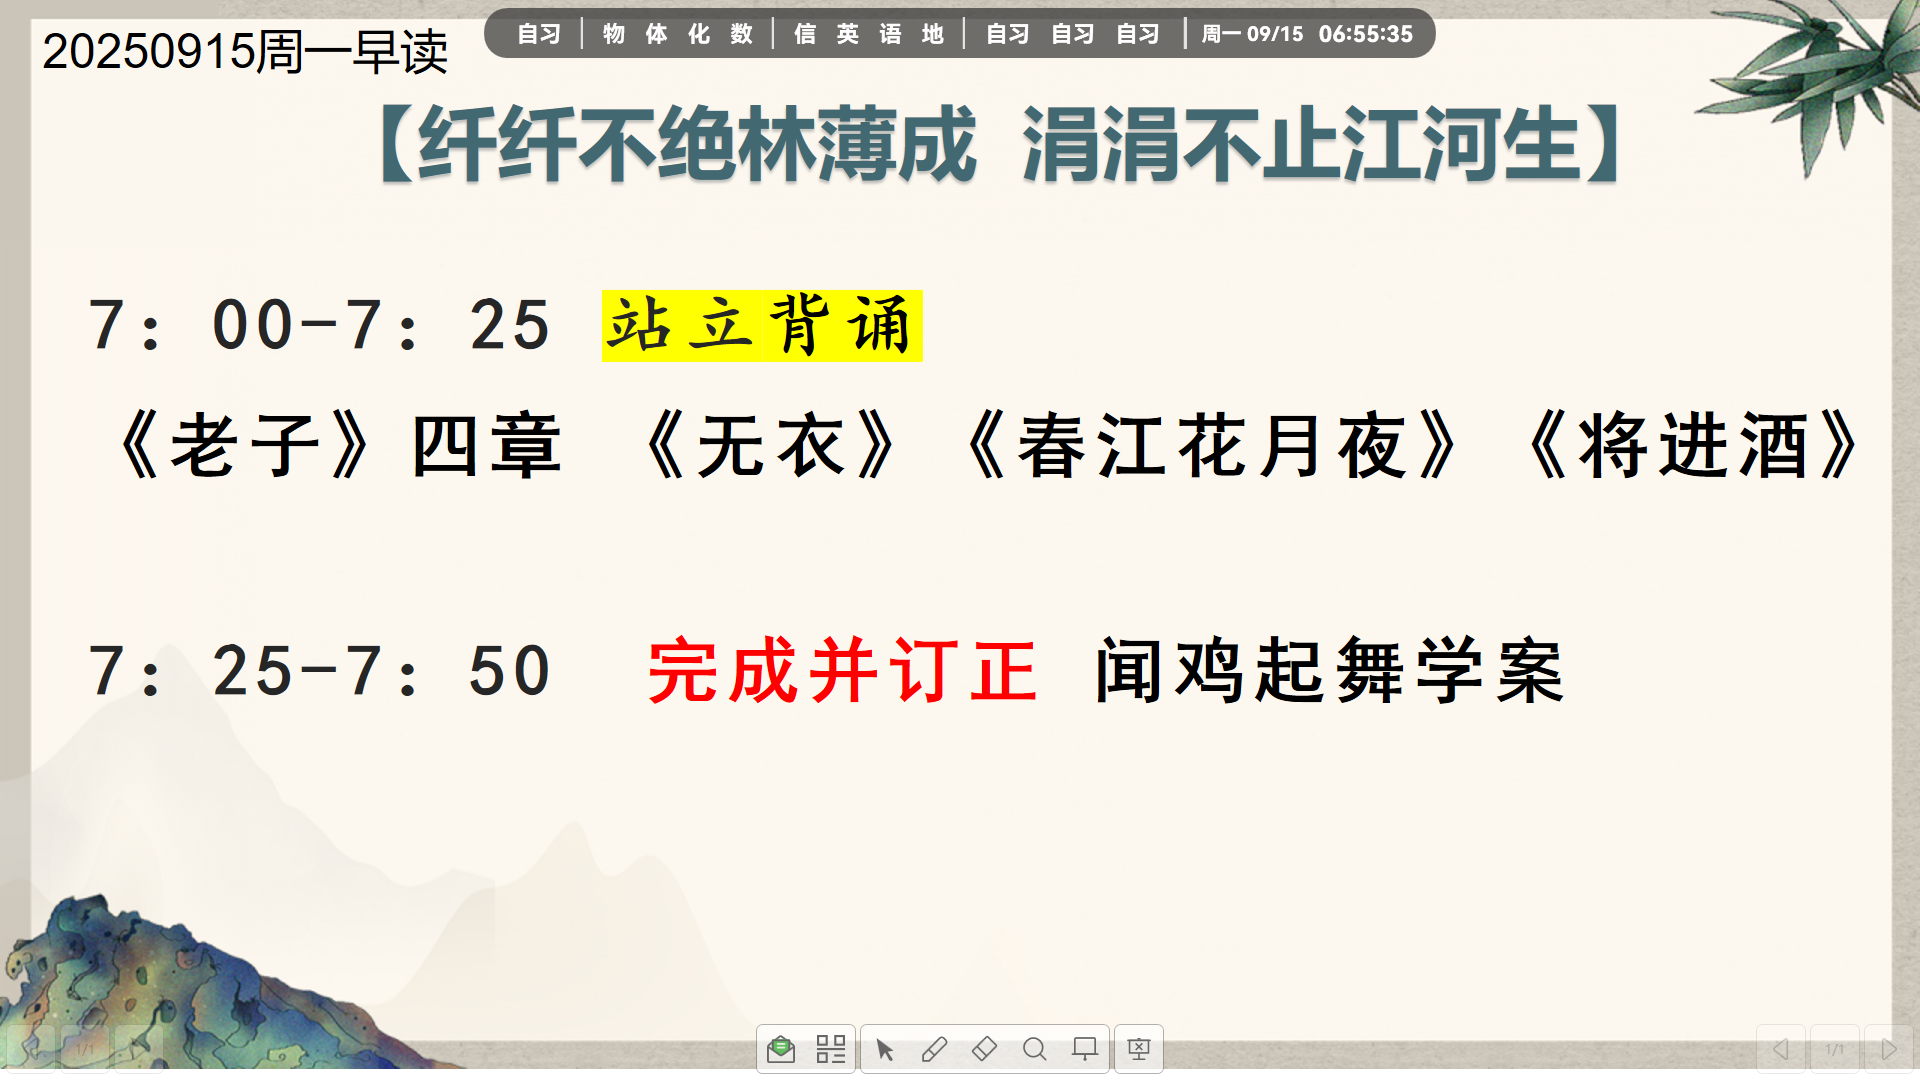 20250915周一早读
自习 | 物 体 化 数 | 信 英 语 地 | 自习 自习 自习 | 周一 09/15 06:55:35
【纤纤不绝林薄成 涓涓不止江河生】
7：00-7：25 站立背诵
《老子》四章 《无衣》《春江花月夜》《将进酒》
7：25-7：50 完成并订正 闻鸡起舞学案
1/1
1/1